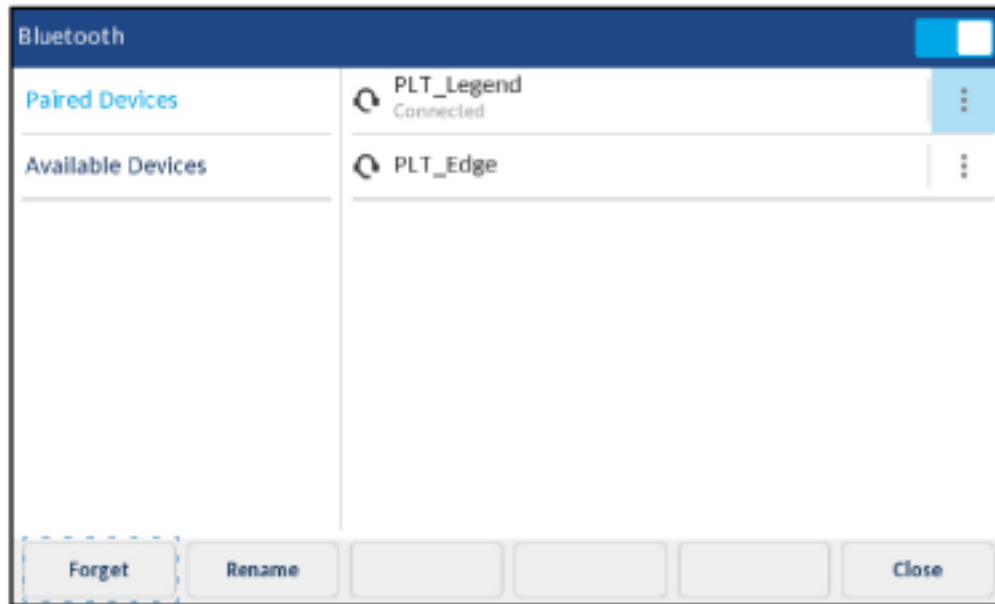 Bluetooth
Paired Devices
Available Devices
PLT_Legend
Connected
PLT_Edge
Forget
Rename
Close